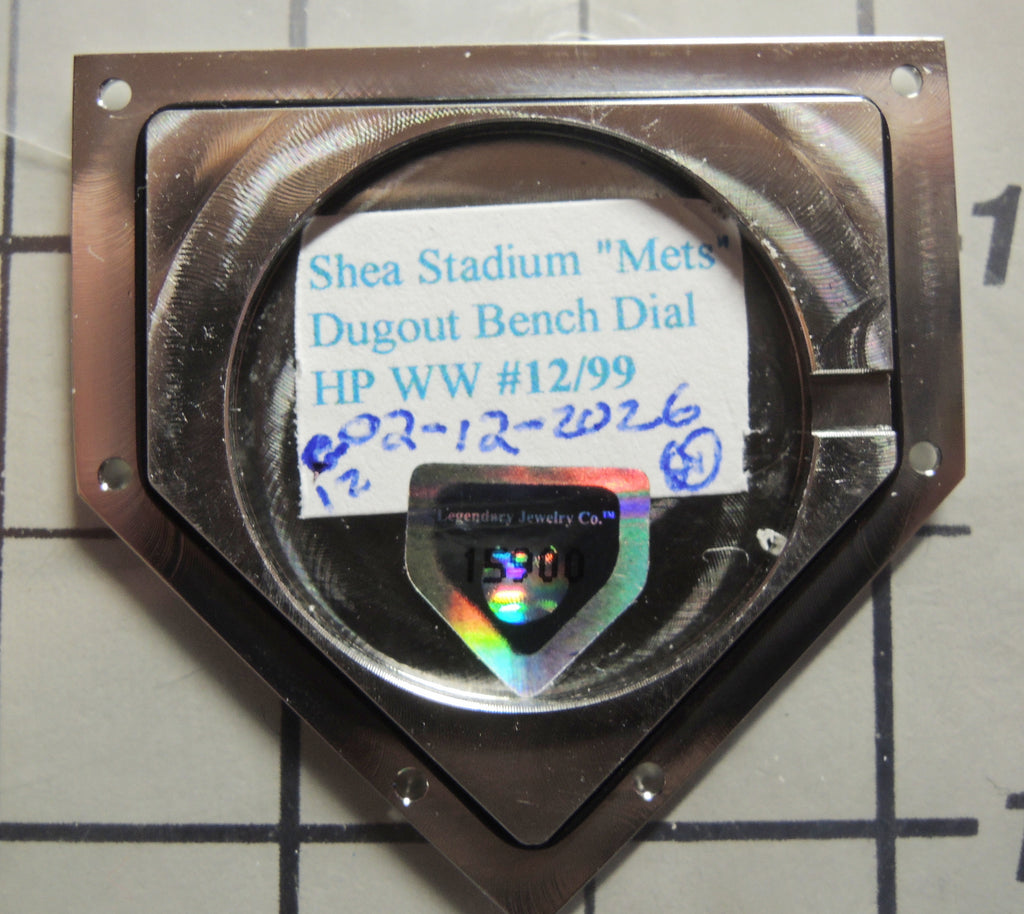 Shea Stadium "Mets"
Dugout Bench Dial
HP WW #12/99
02-12-2026
12
Legendary Jewelry Co.™
15900
1